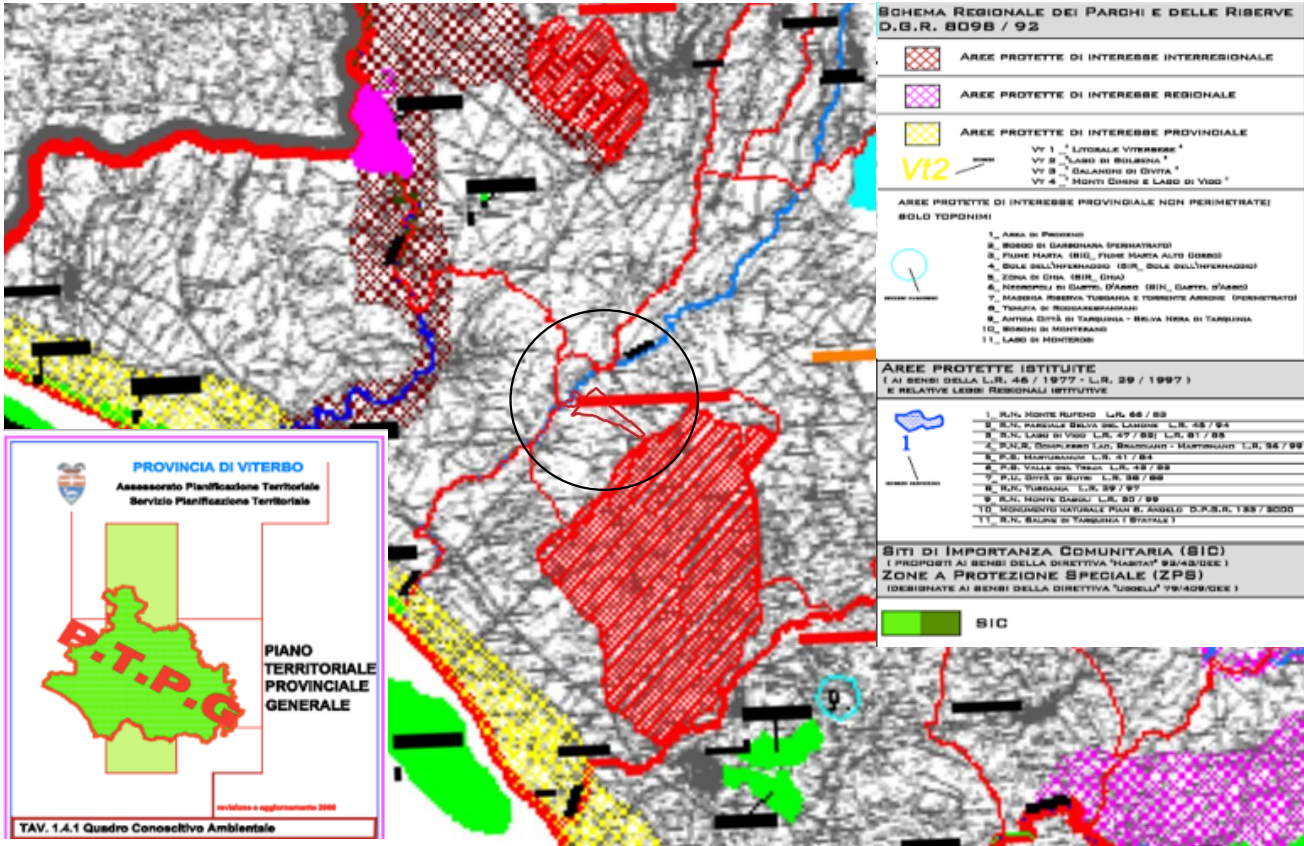 SCHEMA REGIONALE DEI PARCHI E DELLE RISERVE
D.G.R. 8098 / 92
AREE PROTETTE DI INTERESSE INTERREGIONALE
AREE PROTETTE DI INTERESSE REGIONALE
AREE PROTETTE DI INTERESSE PROVINCIALE
Vt2
VT 1 _" LITORALE VITERBESE "
VT 2 _"LAGO DI BOLSENA "
VT 3 _" CALANCHI DI CIVITA "
VT 4 _" MONTI CIMINI E LAGO DI VICO "
AREE PROTETTE DI INTERESSE PROVINCIALE NON PERIMETRATE;
SOLO TOPONIMI
1_ AREA DI PROCENO
2_ BOSCO DI CARBONARA (PERIMETRATO)
3_ FIUME MARTA (SIC_ FIUME MARTA ALTO CORSO)
4_ GOLE DELL'INFERNACCIO (SIR_ GOLE DELL'INFERNACCIO)
5_ ZONA DI CHIA (SIR_ CHIA)
6_ NECROPOLI DI CASTEL D'ASSO (SIN_ CASTEL D'ASSO)
7_ MAGGIOR RISERVA TUSCANIA E TORRENTE ARRONE (PERIMETRATO)
8_ TENUTA DI ROCCARESPAMPANI
9_ ANTICA CITTÀ DI TARQUINIA - SELVA NERA DI TARQUINIA
10_ BOSCHI DI MONTERANO
11_ LAGO DI MONTEROSI
AREE PROTETTE ISTITUITE
( AI SENSI DELLA L.R. 46 / 1977 - L.R. 29 / 1997 )
E RELATIVE LEGGI REGIONALI ISTITUTIVE
1
1_ R.N. MONTE RUFENO L.R. 66 / 83
2_ R.N. PARZIALE SELVA DEL LAMONE L.R. 45 / 94
3_ R.N. LAGO DI VICO L.R. 47 / 82; L.R. 81 / 85
4_ P.N.R. COMPLESSO LAC. BRACCIANO - MARTIGNANO L.R. 36 / 99
5_ P.S. MARTURANUM L.R. 41 / 84
6_ P.S. VALLE DEL TREJA L.R. 43 / 82
7_ P.U. CITTÀ DI SUTRI L.R. 38 / 88
8_ R.N. TUSCANIA L.R. 29 / 97
9_ R.N. MONTE CASOLI L.R. 30 / 99
10_ MONUMENTO NATURALE PIAN S. ANGELO D.P.G.R. 133 / 2000
11_ R.N. SALINE DI TARQUINIA ( STATALE )
SITI DI IMPORTANZA COMUNITARIA (SIC)
( PROPOSTI AI SENSI DELLA DIRETTIVA "HABITAT" 92/43/CEE )
ZONE A PROTEZIONE SPECIALE (ZPS)
(DESIGNATE AI SENSI DELLA DIRETTIVA "UCCELLI" 79/409/CEE )
SIC
9
PROVINCIA DI VITERBO
Assessorato Pianificazione Territoriale
Servizio Pianificazione Territoriale
P.T.P.G
PIANO
TERRITORIALE
PROVINCIALE
GENERALE
revisione e aggiornamento
TAV. 1.4.1 Quadro Conoscitivo Ambientale